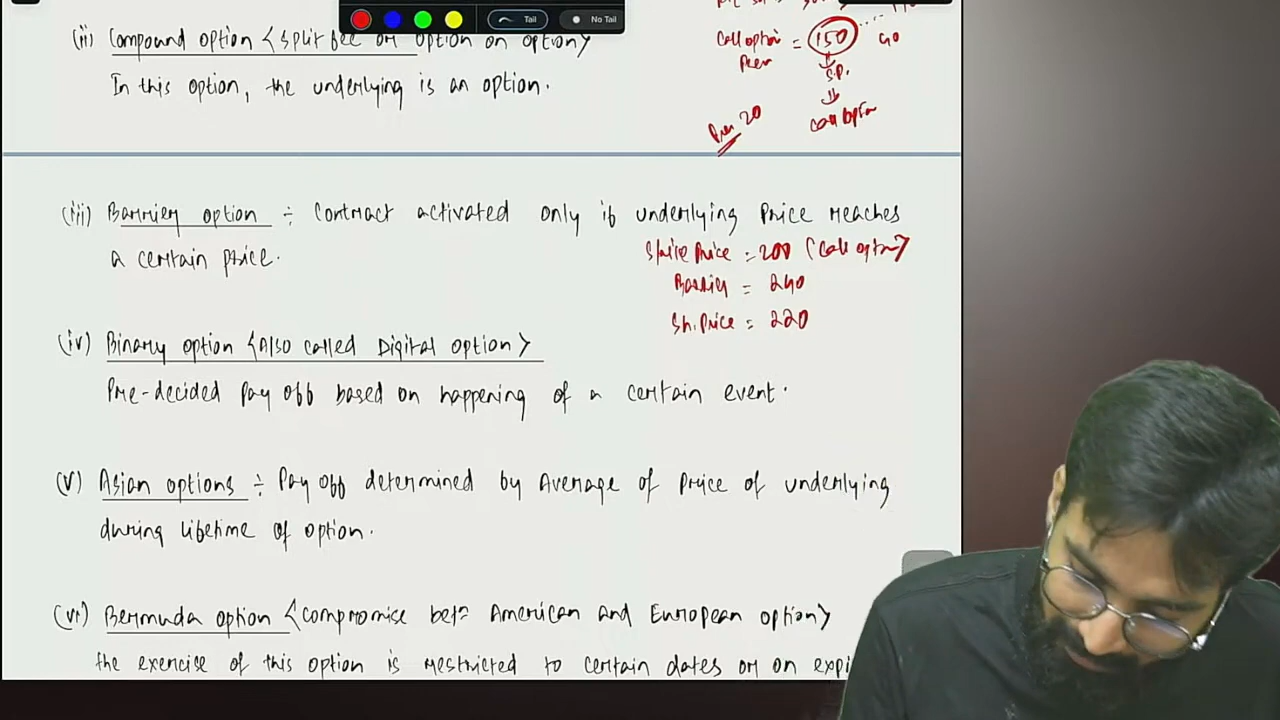 Tail
No Tail
(ii) Compound option <split fee or option on option>
In this option, the underlying is an option.
Call option = 150 40
Prem
S.P.
Call option
Prem 20
(iii) Barrier option ÷ Contract activated only if underlying Price reaches
a certain price.
Strike Price = 200 (Call option)
Barrier = 240
Sh. Price = 220
(iv) Binary option <Also called Digital option>
Pre-decided Pay off based on happening of a certain event.
(v) Asian options ÷ Pay off determined by Average of Price of underlying
during lifetime of option.
(vi) Bermuda option <compromise betn American and European option>
the exercise of this option is restricted to certain dates or on expi